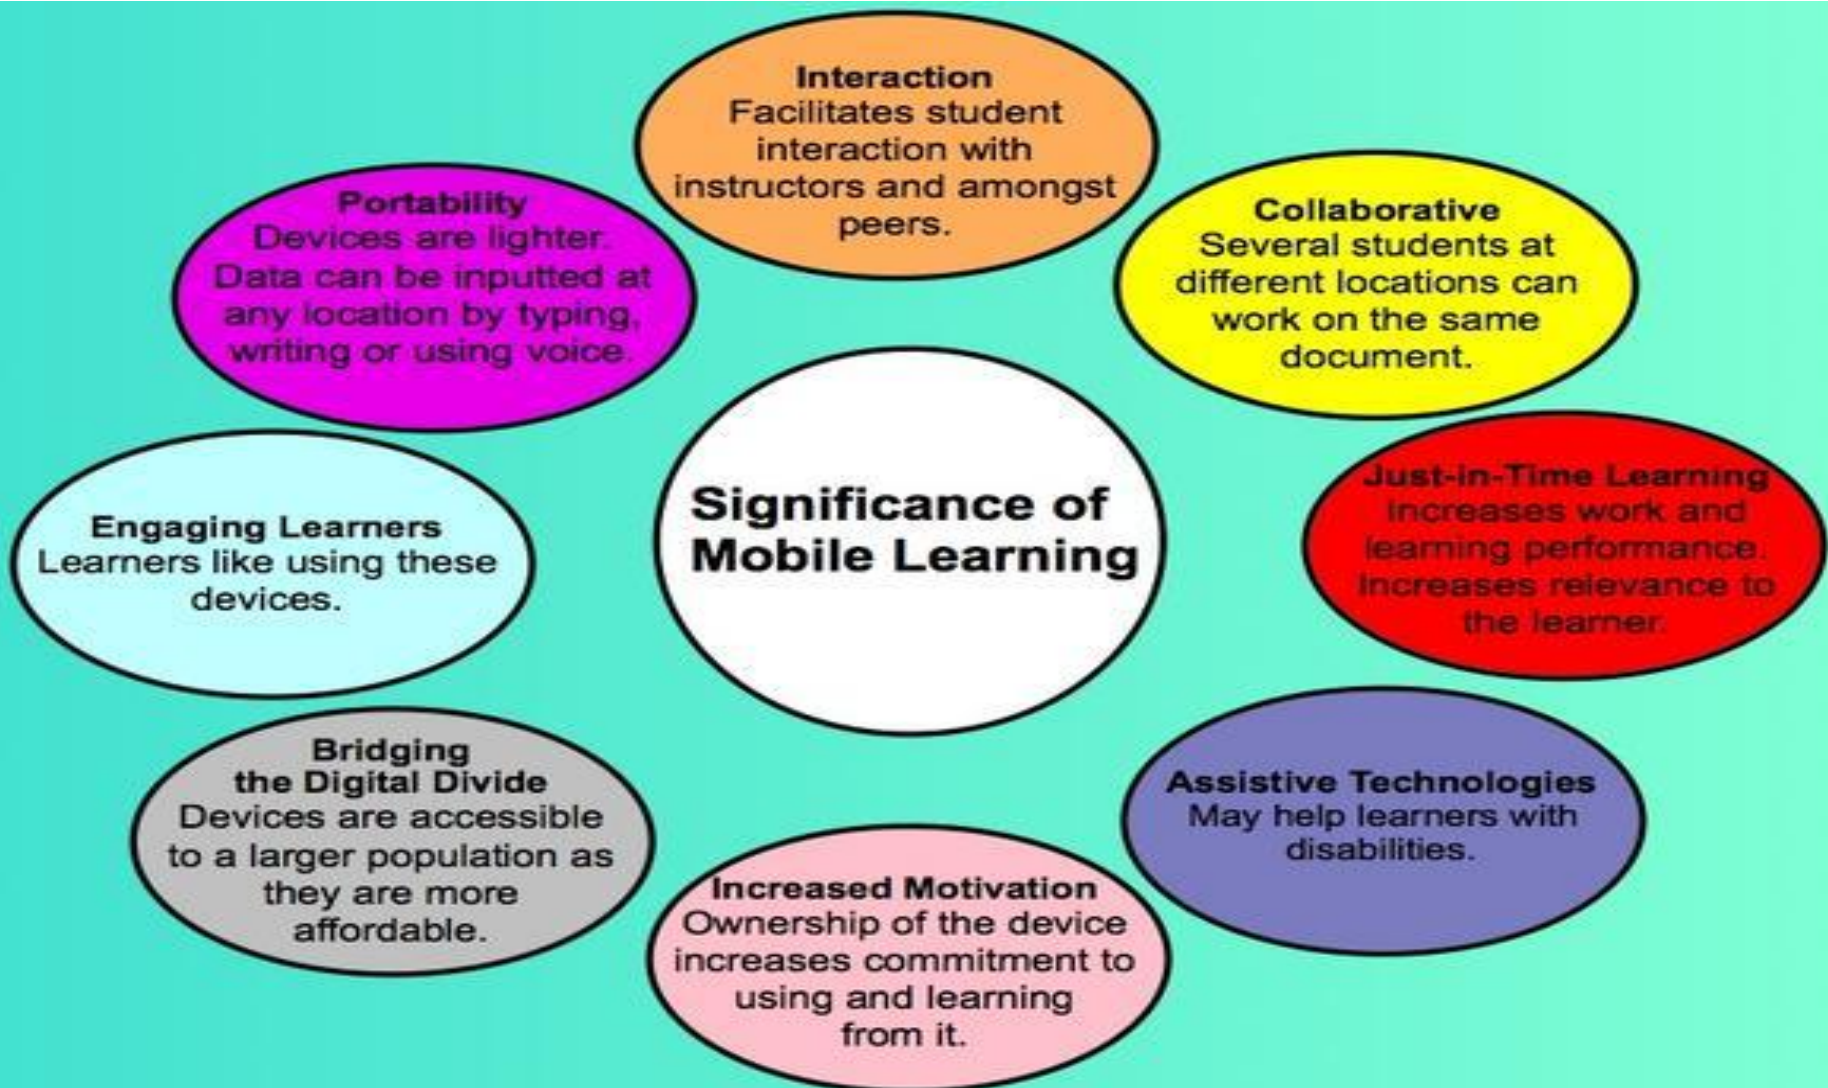 Interaction
Facilitates student
interaction with
instructors and amongst
peers.
Collaborative
Several students at
different locations can
work on the same
document.
Just-in-Time Learning
Increases work and
learning performance.
Increases relevance to
the learner.
Assistive Technologies
May help learners with
disabilities.
Increased Motivation
Ownership of the device
increases commitment to
using and learning
from it.
Bridging
the Digital Divide
Devices are accessible
to a larger population as
they are more
affordable.
Engaging Learners
Learners like using these
devices.
Portability
Devices are lighter.
Data can be inputted at
any location by typing,
writing or using voice.
Significance of
Mobile Learning